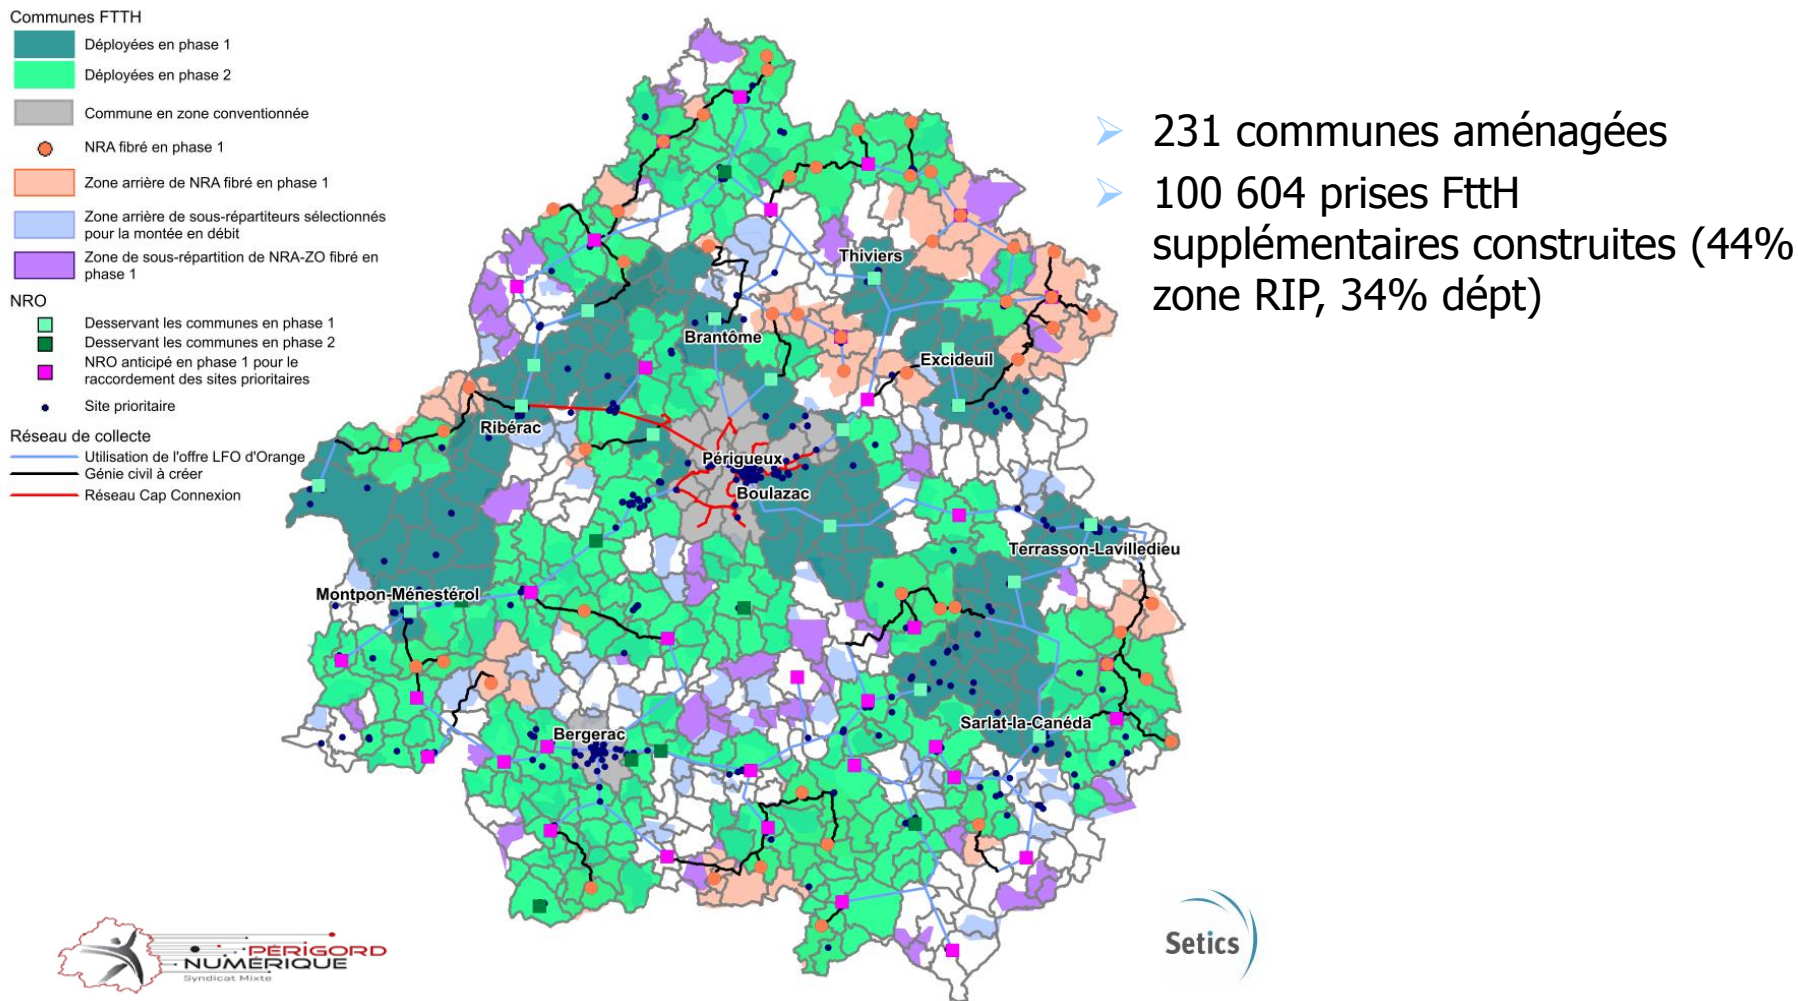 Communes FTTH
Déployées en phase 1
Déployées en phase 2
Commune en zone conventionnée
NRA fibré en phase 1
Zone arrière de NRA fibré en phase 1
Zone arrière de sous-répartiteurs sélectionnés
pour la montée en débit
Zone de sous-répartition de NRA-ZO fibré en
phase 1
NRO
Desservant les communes en phase 1
Desservant les communes en phase 2
NRO anticipé en phase 1 pour le
raccordement des sites prioritaires
Site prioritaire
Réseau de collecte
Utilisation de l'offre LFO d'Orange
Génie civil à créer
Réseau Cap Connexion
231 communes aménagées
100 604 prises FttH
supplémentaires construites (44%
zone RIP, 34% dépt)
Thiviers
Brantôme
Excideuil
Ribérac
Périgueux
Boulazac
Terrasson-Lavilledieu
Montpon-Ménestérol
Sarlat-la-Canéda
Bergerac
PÉRIGORD
NUMÉRIQUE
Syndicat Mixte
Setics